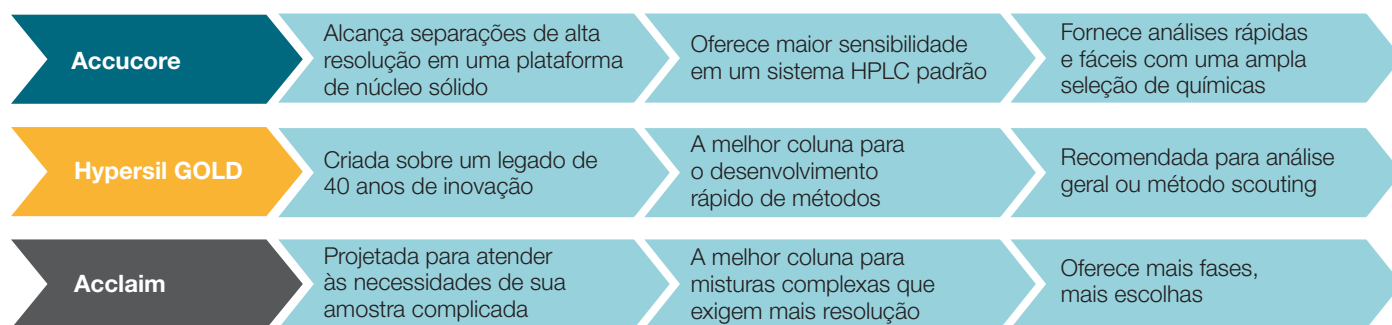 Accucore
Alcança separações de alta
resolução em uma plataforma
de núcleo sólido
Oferece maior sensibilidade
em um sistema HPLC padrão
Fornece análises rápidas
e fáceis com uma ampla
seleção de químicas
Hypersil GOLD
Criada sobre um legado de
40 anos de inovação
A melhor coluna para
o desenvolvimento
rápido de métodos
Recomendada para análise
geral ou método scouting
Acclaim
Projetada para atender
às necessidades de sua
amostra complicada
A melhor coluna para
misturas complexas que
exigem mais resolução
Oferece mais fases,
mais escolhas